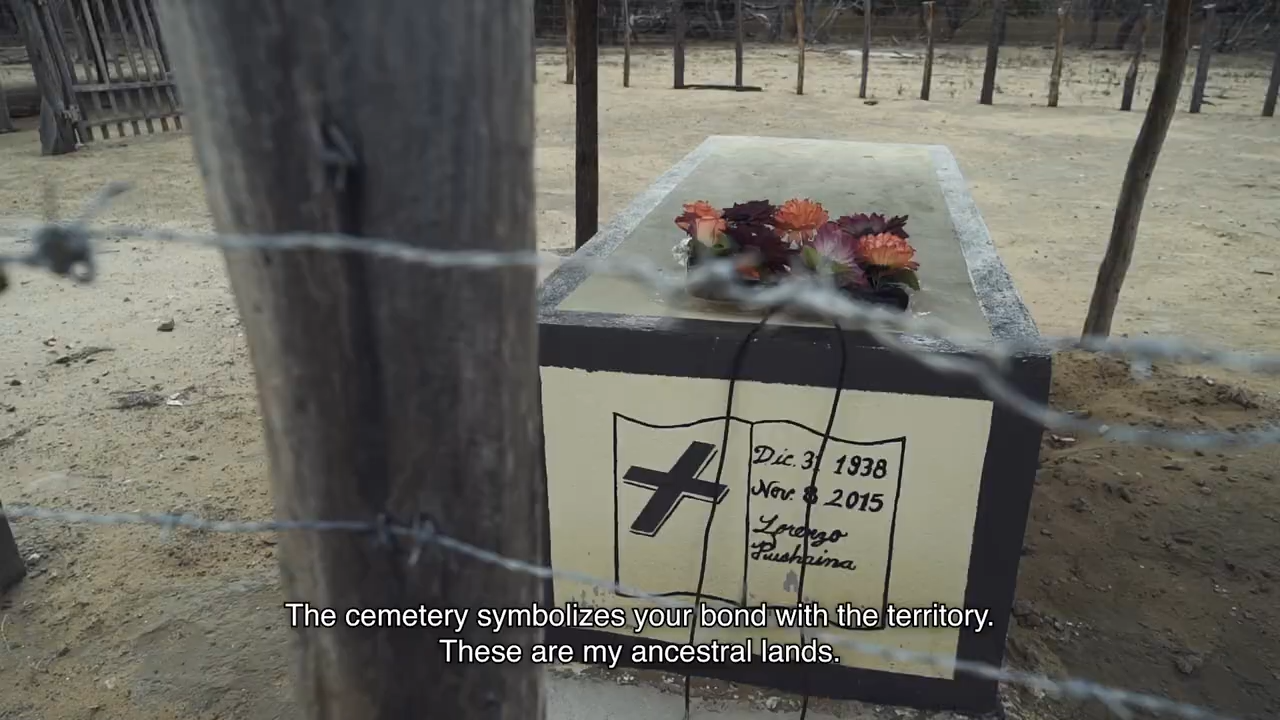 Dic. 31 1938
Nov. 8 2015
Lorenzo
Pushaina
The cemetery symbolizes your bond with the territory.
These are my ancestral lands.